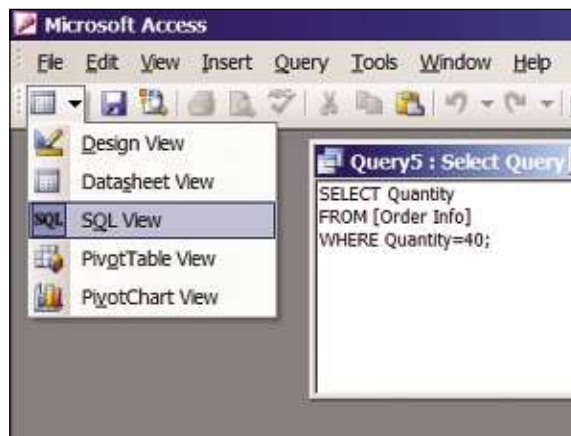 Microsoft Access
File Edit View Insert Query Tools Window Help
Design View
Datasheet View
SQL SQL View
PivotTable View
PivotChart View
Query5 : Select Query
SELECT Quantity
FROM [Order Info]
WHERE Quantity=40;